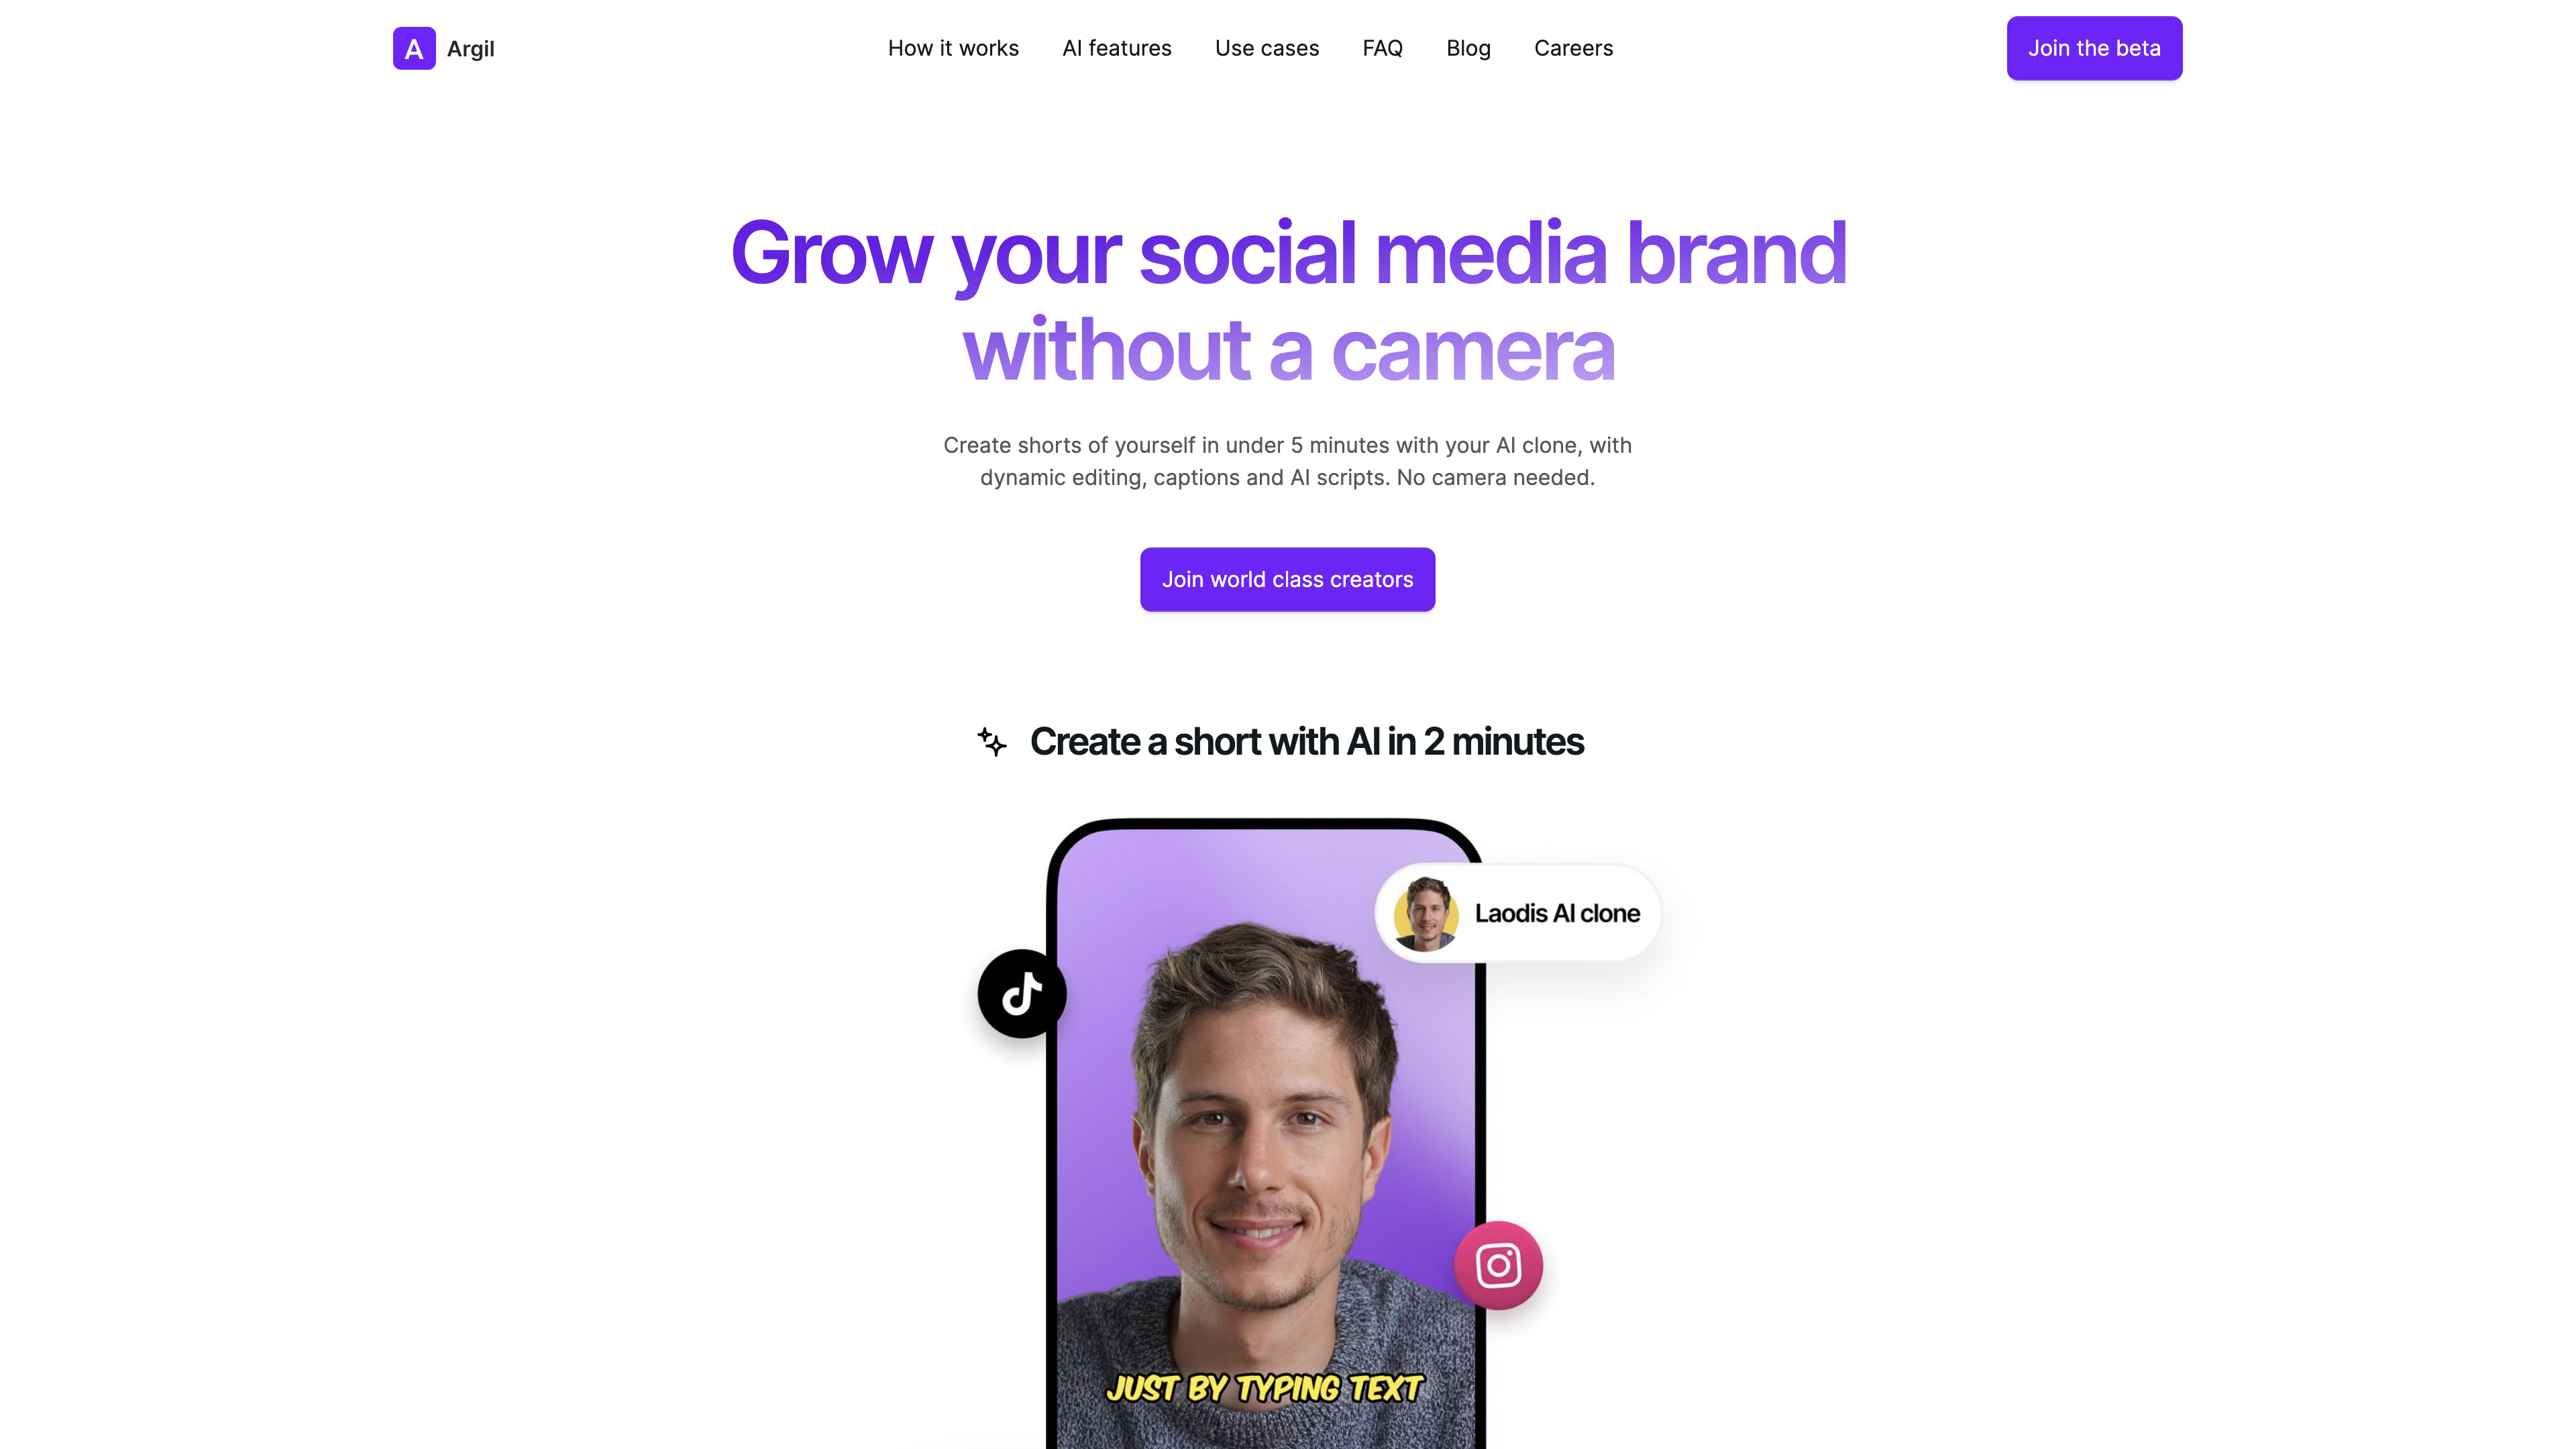 A Argil
How it works
AI features
Use cases
FAQ
Blog
Careers
Join the beta
Grow your social media brand
without a camera
Create shorts of yourself in under 5 minutes with your AI clone, with
dynamic editing, captions and AI scripts. No camera needed.
Join world class creators
Create a short with AI in 2 minutes
Laodis AI clone
JUST BY TYPING TEXT